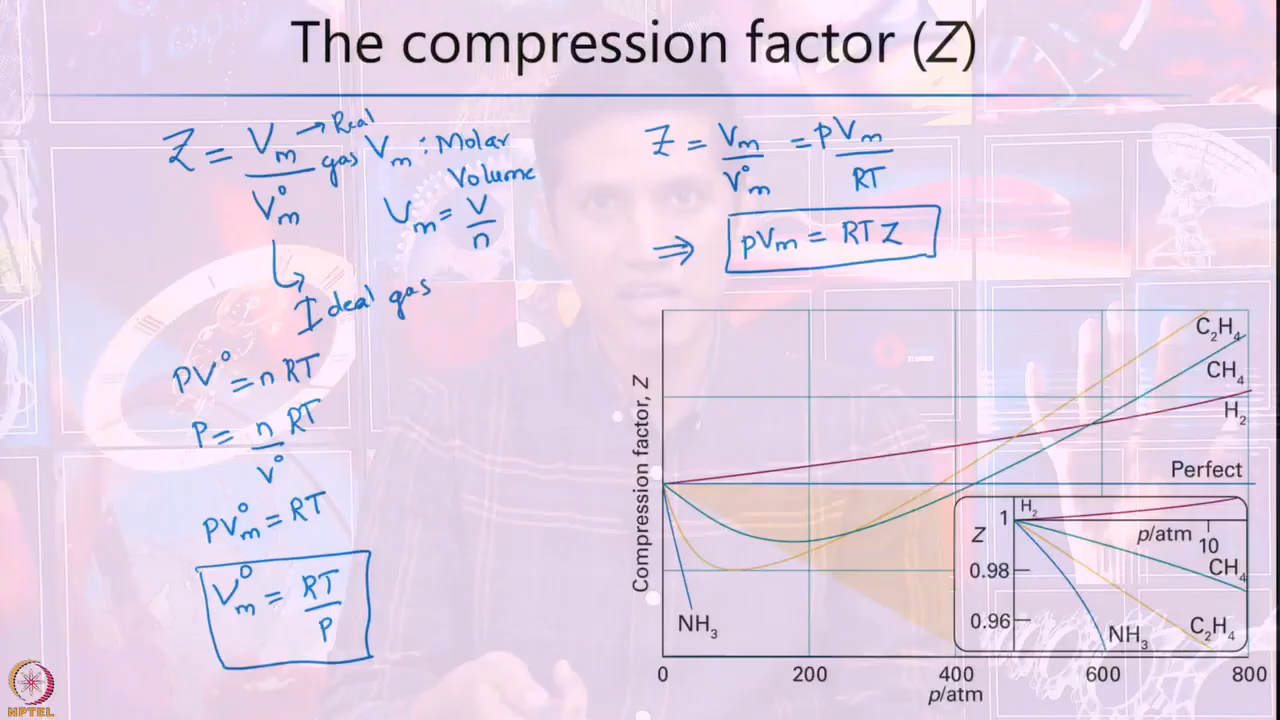 The compression factor (Z)
Z = Vm → Real gas
V°m
↳ Ideal gas
Vm : Molar
Volume
Vm = V
n
PV° = nRT
P = n RT
V°
PV°m = RT
V°m = RT
P
Z = Vm = PVm
V°m RT
⇒ pVm = RTZ
Compression factor, Z
C₂H₄
CH₄
H₂
Perfect
NH₃
H₂
1
Z
p/atm
10
0.98
CH₄
0.96
NH₃
C₂H₄
0
200
400
600
800
p/atm
NPTEL